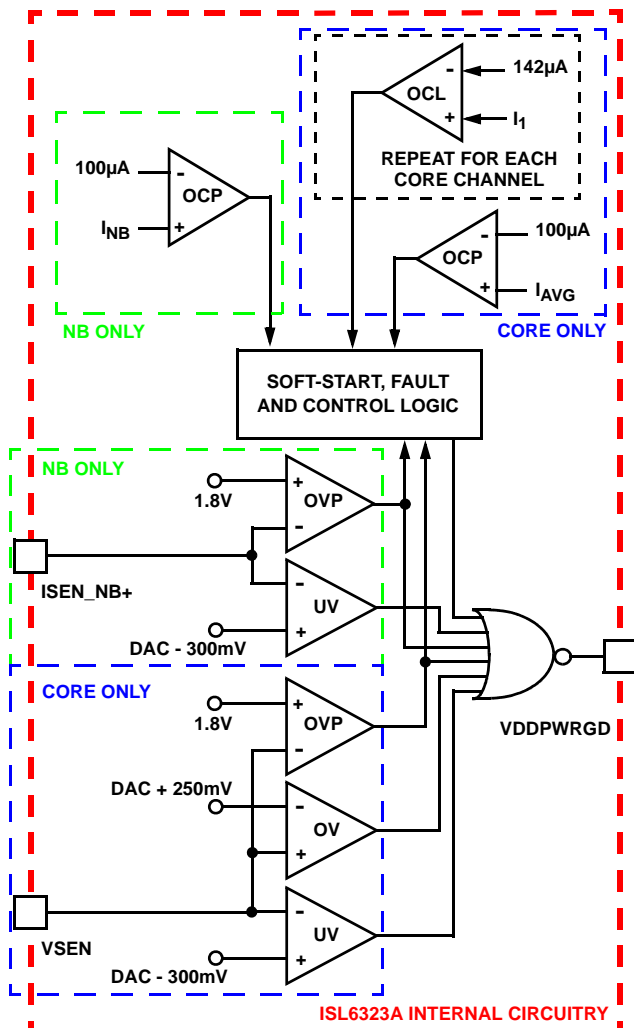 -
142µA
OCL
+
I1
REPEAT FOR EACH
CORE CHANNEL
100µA
-
OCP
INB
+
-
100µA
OCP
+
IAVG
NB ONLY
CORE ONLY
SOFT-START, FAULT
AND CONTROL LOGIC
NB ONLY
+
OVP
1.8V
-
ISEN_NB+
-
UV
+
DAC - 300mV
CORE ONLY
+
OVP
1.8V
-
VDDPWRGD
DAC + 250mV
-
OV
+
-
UV
VSEN
+
DAC - 300mV
ISL6323A INTERNAL CIRCUITRY